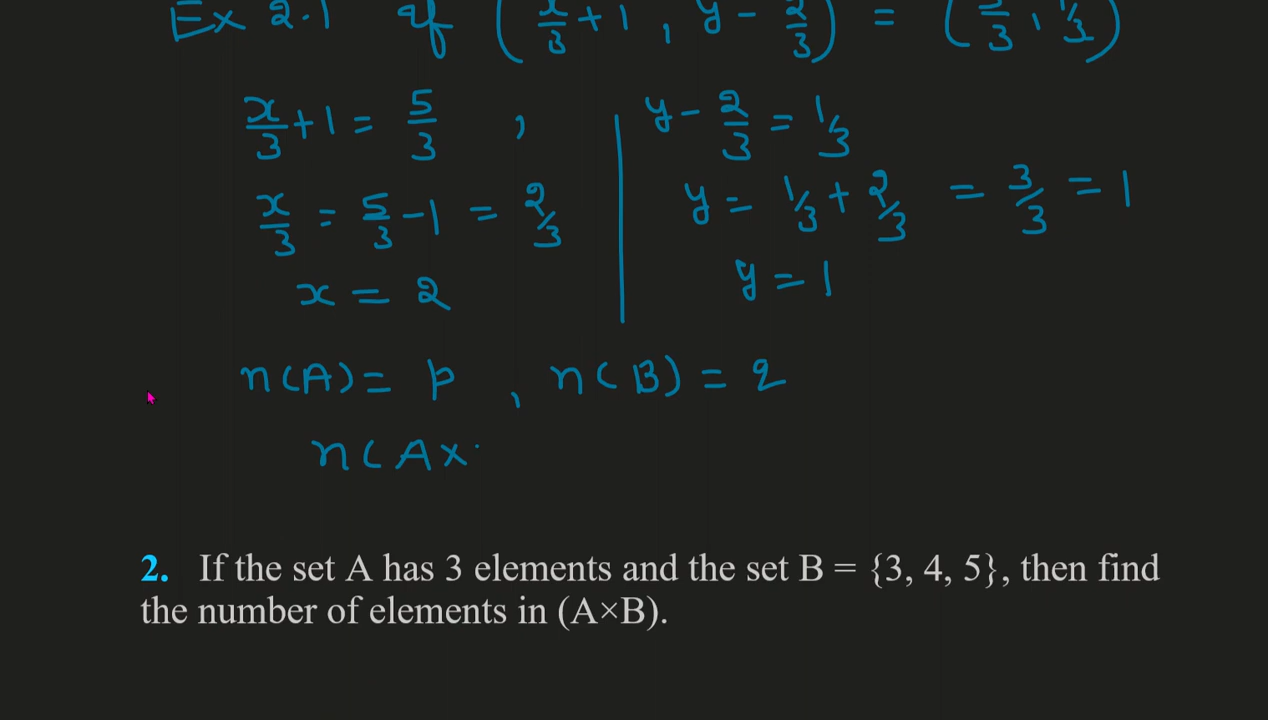 Ex 2.1 If (x/3 + 1, y - 2/3) = (5/3, 1/3)
x/3 + 1 = 5/3 , y - 2/3 = 1/3
x/3 = 5/3 - 1 = 2/3 y = 1/3 + 2/3 = 3/3 = 1
x = 2 y = 1
n(A) = p , n(B) = q
n(A×
2. If the set A has 3 elements and the set B = {3, 4, 5}, then find
the number of elements in (A×B).